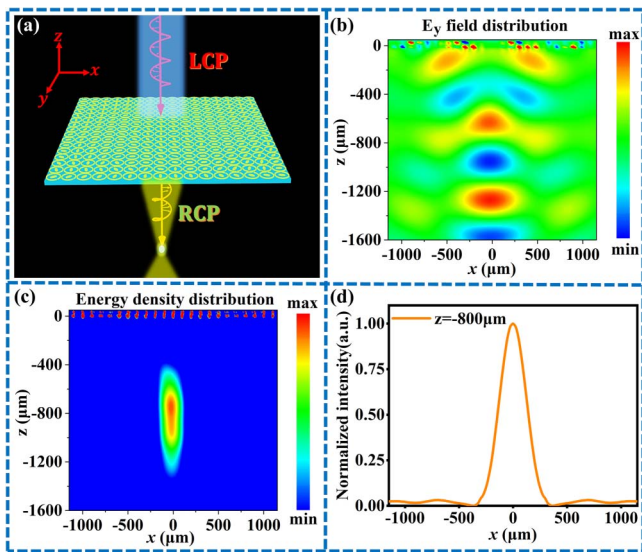 (a)
z
x
y
LCP
RCP
(b)
E_y field distribution
max
min
0
-400
-800
-1200
-1600
z (μm)
-1000 -500 0 500 1000
x (μm)
(c)
Energy density distribution
max
min
0
-400
-800
-1200
-1600
z (μm)
-1000 -500 0 500 1000
x (μm)
(d)
z=-800μm
1.00
0.75
0.50
0.25
0.00
Normalized intensity(a.u.)
-1000 -500 0 500 1000
x (μm)